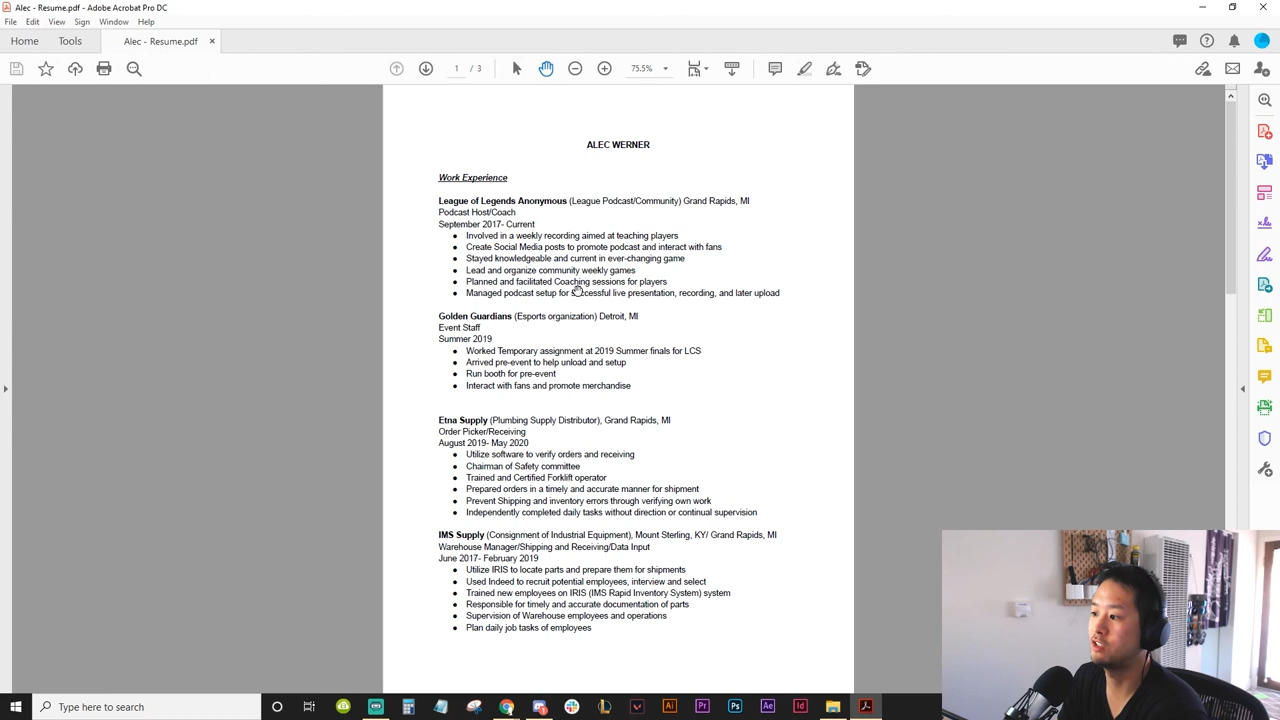 Alec - Resume.pdf - Adobe Acrobat Pro DC
File Edit View Sign Window Help
Home Tools Alec - Resume.pdf ×
1 / 3 75.5%
ALEC WERNER
Work Experience
League of Legends Anonymous (League Podcast/Community) Grand Rapids, MI
Podcast Host/Coach
September 2017- Current
● Involved in a weekly recording aimed at teaching players
● Create Social Media posts to promote podcast and interact with fans
● Stayed knowledgeable and current in ever-changing game
● Lead and organize community weekly games
● Planned and facilitated Coaching sessions for players
● Managed podcast setup for successful live presentation, recording, and later upload
Golden Guardians (Esports organization) Detroit, MI
Event Staff
Summer 2019
● Worked Temporary assignment at 2019 Summer finals for LCS
● Arrived pre-event to help unload and setup
● Run booth for pre-event
● Interact with fans and promote merchandise
Etna Supply (Plumbing Supply Distributor), Grand Rapids, MI
Order Picker/Receiving
August 2019- May 2020
● Utilize software to verify orders and receiving
● Chairman of Safety committee
● Trained and Certified Forklift operator
● Prepared orders in a timely and accurate manner for shipment
● Prevent Shipping and inventory errors through verifying own work
● Independently completed daily tasks without direction or continual supervision
IMS Supply (Consignment of Industrial Equipment), Mount Sterling, KY/ Grand Rapids, MI
Warehouse Manager/Shipping and Receiving/Data Input
June 2017- February 2019
● Utilize IRIS to locate parts and prepare them for shipments
● Used Indeed to recruit potential employees, interview and select
● Trained new employees on IRIS (IMS Rapid Inventory System) system
● Responsible for timely and accurate documentation of parts
● Supervision of Warehouse employees and operations
● Plan daily job tasks of employees
Type here to search
Ai Pr Ps Ae Id